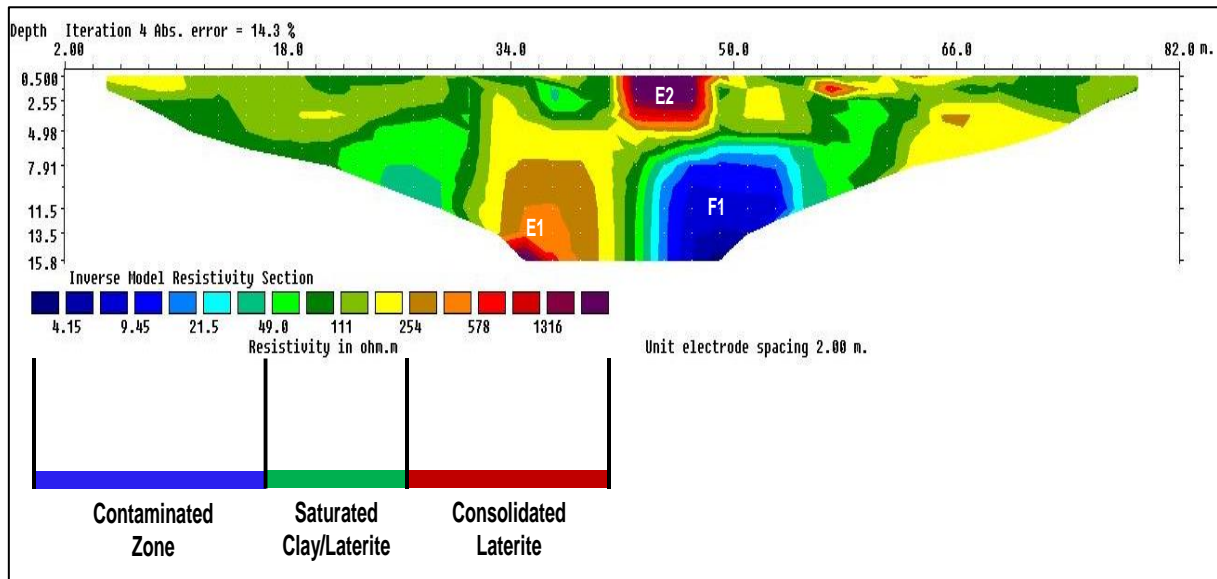 Depth Iteration 4 Abs. error = 14.3 %
2.00 18.0 34.0 50.0 66.0 82.0 m.
0.500
2.55
4.98
7.91
11.5
13.5
15.8
E2
E1
F1
Inverse Model Resistivity Section
4.15 9.45 21.5 49.0 111 254 578 1316
Resistivity in ohm.m Unit electrode spacing 2.00 m.
Contaminated
Zone
Saturated
Clay/Laterite
Consolidated
Laterite